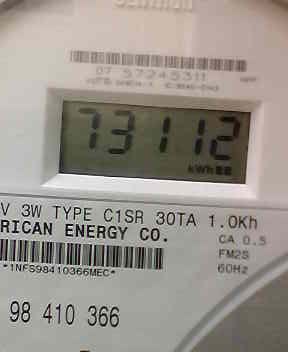 07 57245311
73112
kWh
V 3W TYPE C1SR 30TA 1.0Kh
RICAN ENERGY CO.
CA 0.5
FM2S
*1NFS98410366MEC*
60Hz
98 410 366